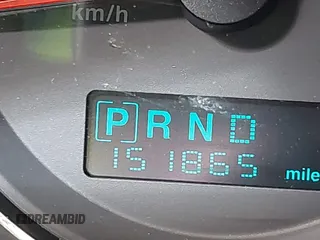 km/h
[P] R N D
151865 mile
DREAMBID